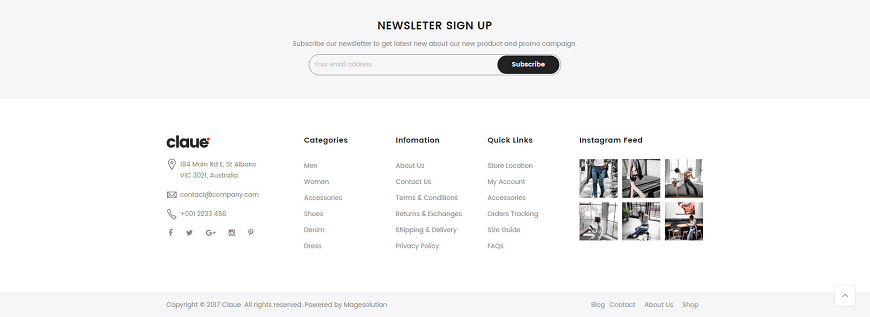 NEWSLETER SIGN UP
Subscribe our newsletter to get latest new about our new product and promo campaign.
Your email address
Subscribe
claue
184 Main Rd E, St Albans
VIC 3021, Australia
contact@company.com
+001 2233 456
Categories
Men
Women
Accessories
Shoes
Denim
Dress
Infomation
About Us
Contact Us
Terms & Conditions
Returns & Exchanges
Shipping & Delivery
Privacy Policy
Quick Links
Store Location
My Account
Accessories
Orders Tracking
Size Guide
FAQs
Instagram Feed
Copyright © 2017 Claue. All rights reserved. Powered by Magesolution
Blog Contact About Us Shop